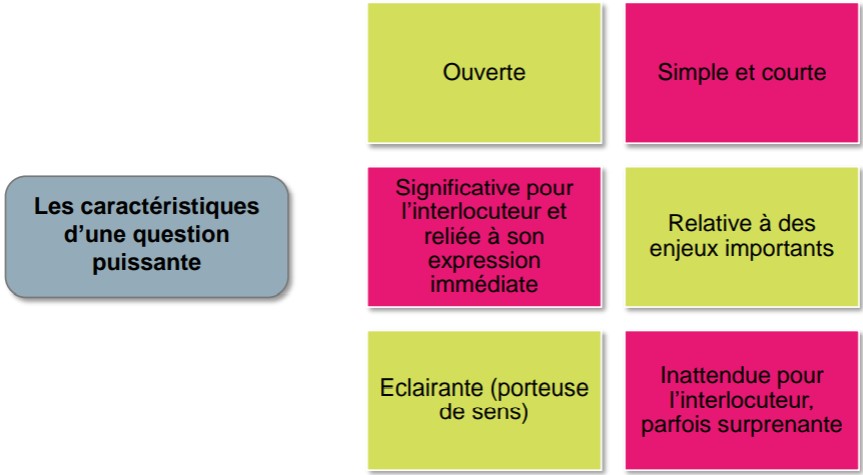 Les caractéristiques
d’une question
puissante
Ouverte
Simple et courte
Significative pour
l’interlocuteur et
reliée à son
expression
immédiate
Relative à des
enjeux importants
Eclairante (porteuse
de sens)
Inattendue pour
l’interlocuteur,
parfois surprenante